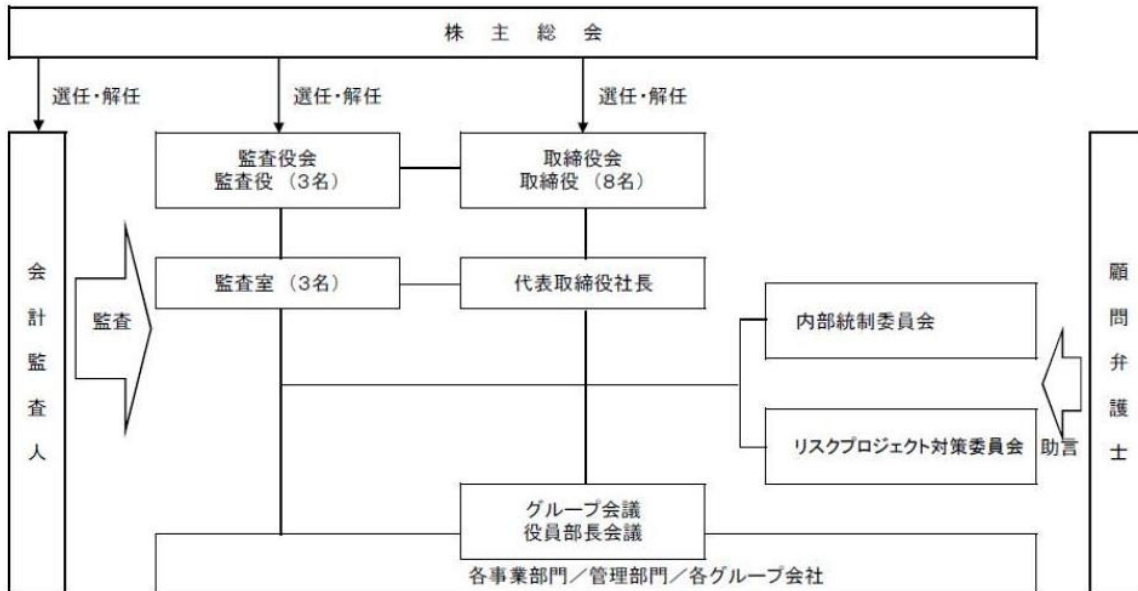 株 主 総 会
選任・解任
選任・解任
選任・解任
監査役会
監査役 （3名）
取締役会
取締役 （8名）
会計監査人
監査
監査室 （3名）
代表取締役社長
内部統制委員会
リスクプロジェクト対策委員会
助言
顧問弁護士
グループ会議
役員部長会議
各事業部門／管理部門／各グループ会社